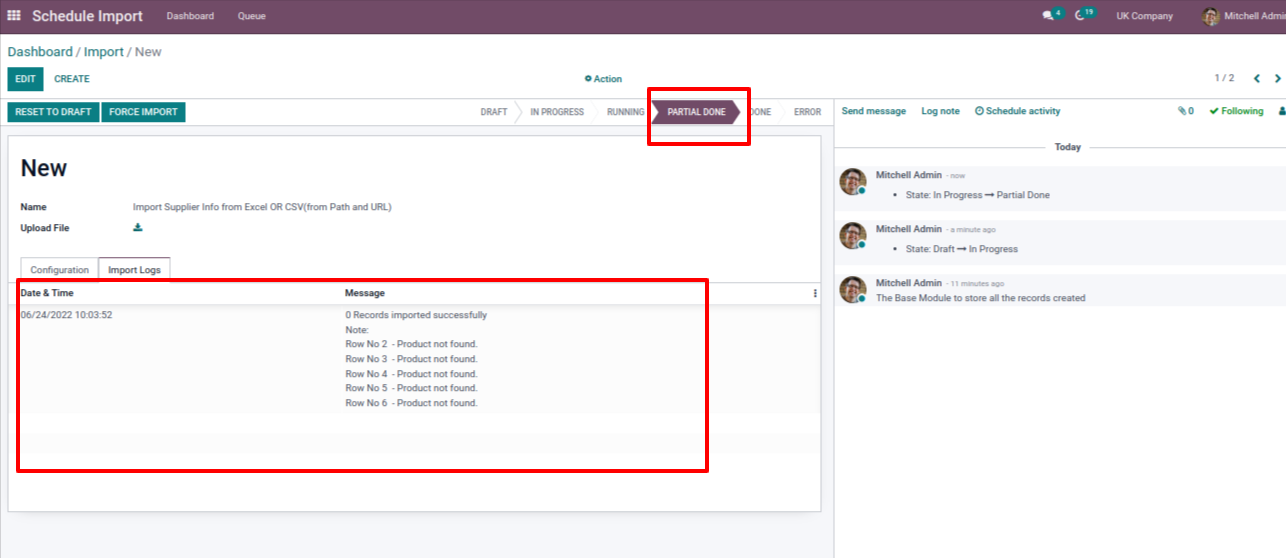 Schedule Import Dashboard Queue 4 19 UK Company Mitchell Admin
Dashboard / Import / New
EDIT CREATE Action 1 / 2
RESET TO DRAFT FORCE IMPORT DRAFT IN PROGRESS RUNNING PARTIAL DONE DONE ERROR Send message Log note Schedule activity 0 Following
Today
New
Mitchell Admin - now
State: In Progress → Partial Done
Name Import Supplier Info from Excel OR CSV(from Path and URL)
Upload File
Mitchell Admin - a minute ago
State: Draft → In Progress
Configuration Import Logs
Mitchell Admin - 11 minutes ago
The Base Module to store all the records created
Date & Time Message
06/24/2022 10:03:52 0 Records imported successfully
Note:
Row No 2 - Product not found.
Row No 3 - Product not found.
Row No 4 - Product not found.
Row No 5 - Product not found.
Row No 6 - Product not found.